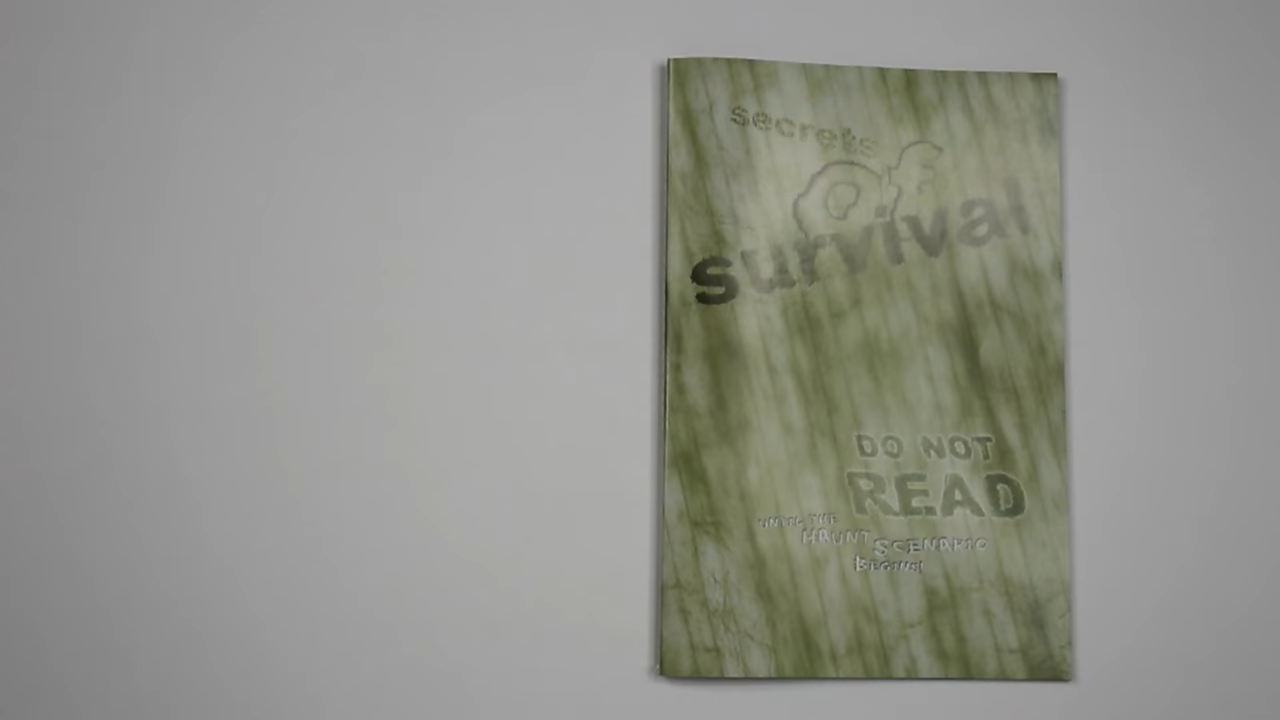 secrets
of
survival
DO NOT
READ
UNTIL THE
HAUNT SCENARIO
BEGINS!